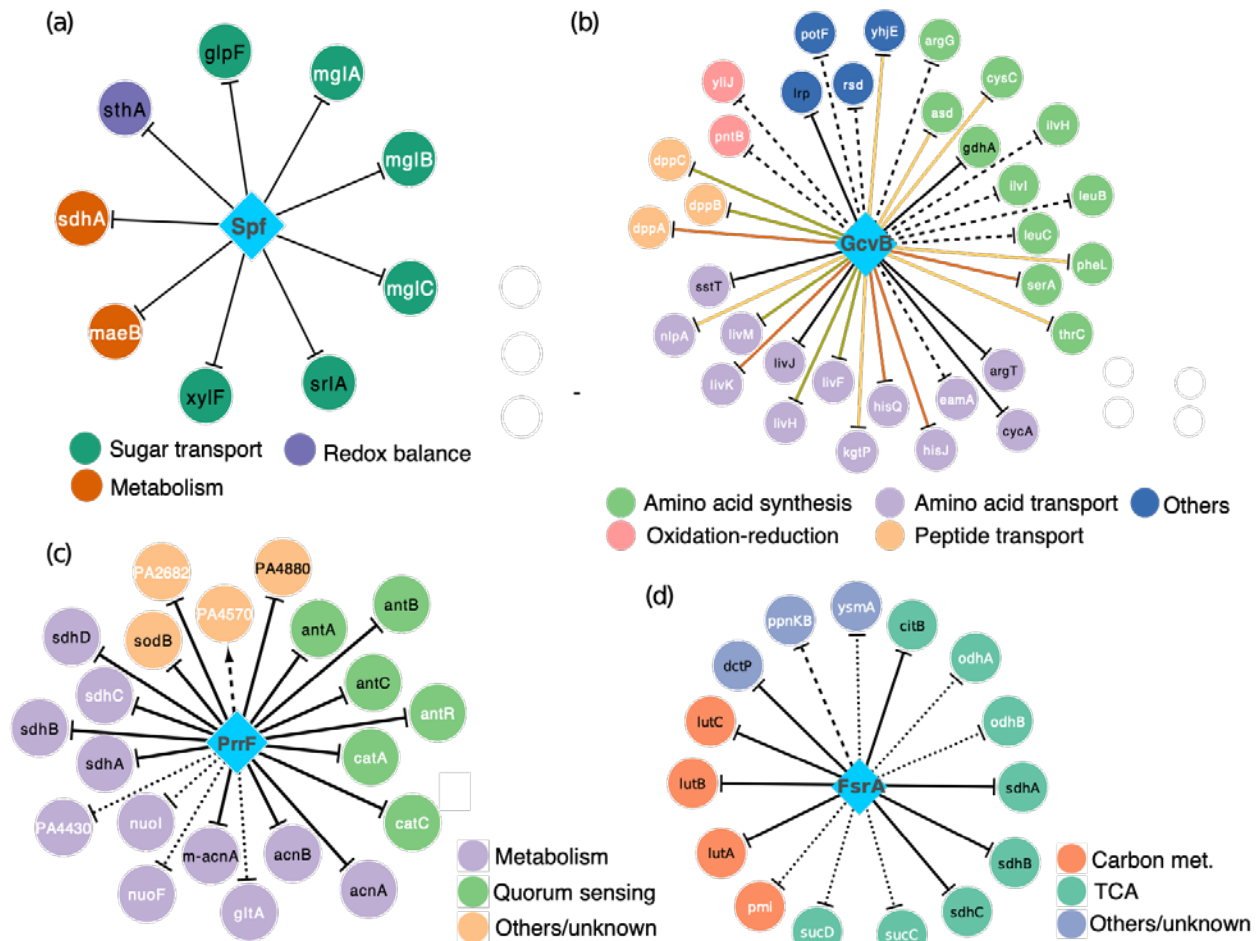 (a)
glpF
mglA
sthA
mglB
sdhA
Spf
mglC
maeB
xylF
srlA
Sugar transport
Redox balance
Metabolism
-
(b)
potF
yhjE
argG
yliJ
lrp
rsd
cysC
asd
pntB
gdhA
ilvH
dppC
ilvI
leuB
dppB
dppA
GcvB
leuC
pheL
sstT
serA
nlpA
livM
thrC
livK
livJ
livF
argT
hisQ
eamA
livH
cycA
kgtP
hisJ
Amino acid synthesis
Amino acid transport
Others
Oxidation-reduction
Peptide transport
(c)
PA2682
PA4880
PA4570
antB
sdhD
sodB
antA
sdhC
antC
antR
sdhB
PrrF
sdhA
catA
PA4430
nuoI
catC
m-acnA
acnB
nuoF
gltA
acnA
Metabolism
Quorum sensing
Others/unknown
(d)
ppnKB
ysmA
citB
dctP
odhA
lutC
odhB
lutB
FsrA
sdhA
lutA
sdhB
pmi
sdhC
sucD
sucC
Carbon met.
TCA
Others/unknown